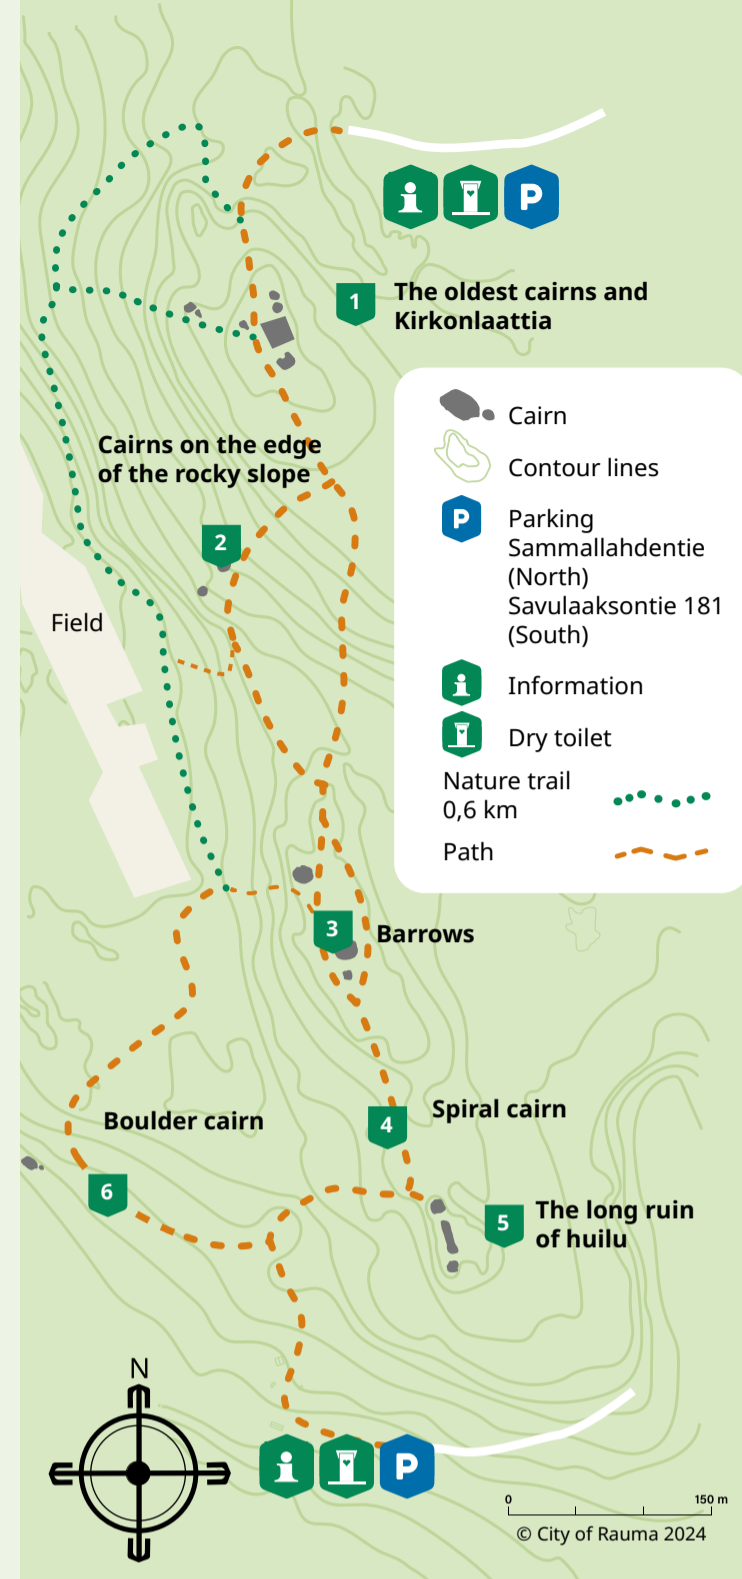 P
1
The oldest cairns and
Kirkonlaattia
Cairn
Contour lines
P
Parking
Sammallahdentie
(North)
Savulaaksontie 181
(South)
Information
Dry toilet
Nature trail
0,6 km
Path
Cairns on the edge
of the rocky slope
2
Field
3
Barrows
Boulder cairn
Spiral cairn
4
6
5
The long ruin
of huilu
N
P
0
150 m
© City of Rauma 2024